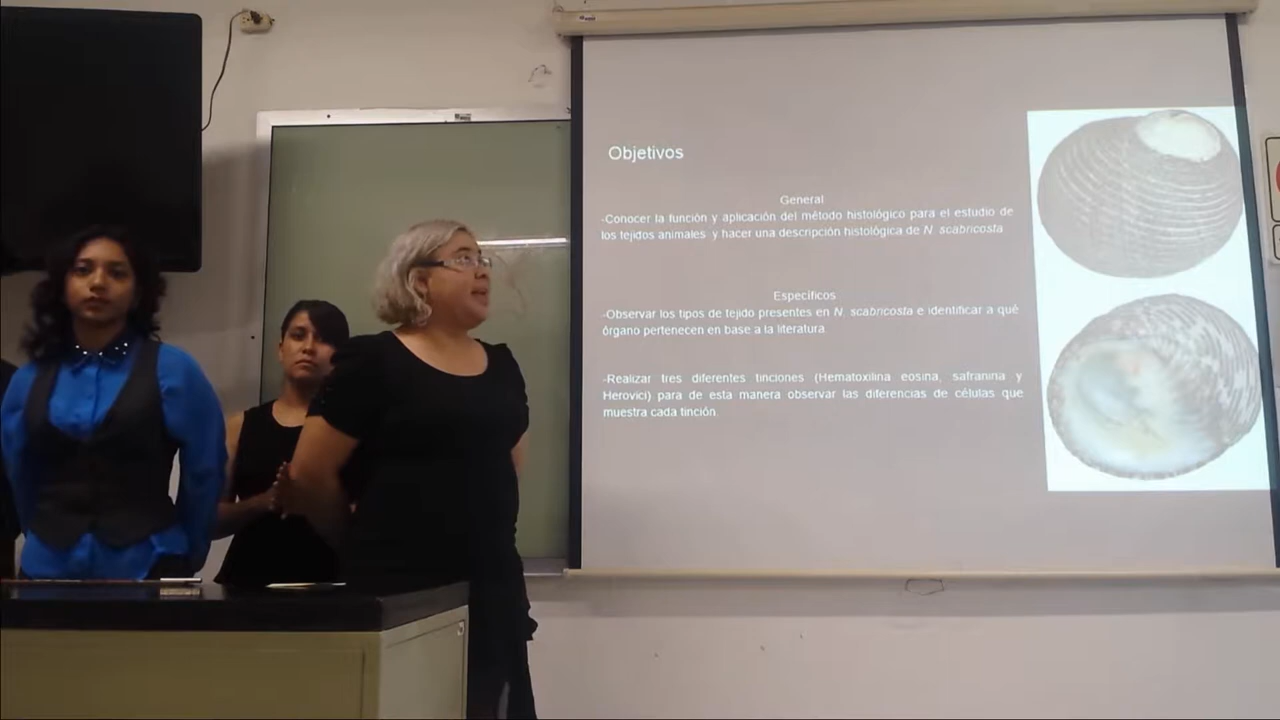 Objetivos
General
-Conocer la función y aplicación del método histológico para el estudio de
los tejidos animales y hacer una descripción histológica de N. scabricosta
Específicos
-Observar los tipos de tejido presentes en N. scabricosta e identificar a qué
órgano pertenecen en base a la literatura.
-Realizar tres diferentes tinciones (Hematoxilina eosina, safranina y
Herovici) para de esta manera observar las diferencias de células que
muestra cada tinción.